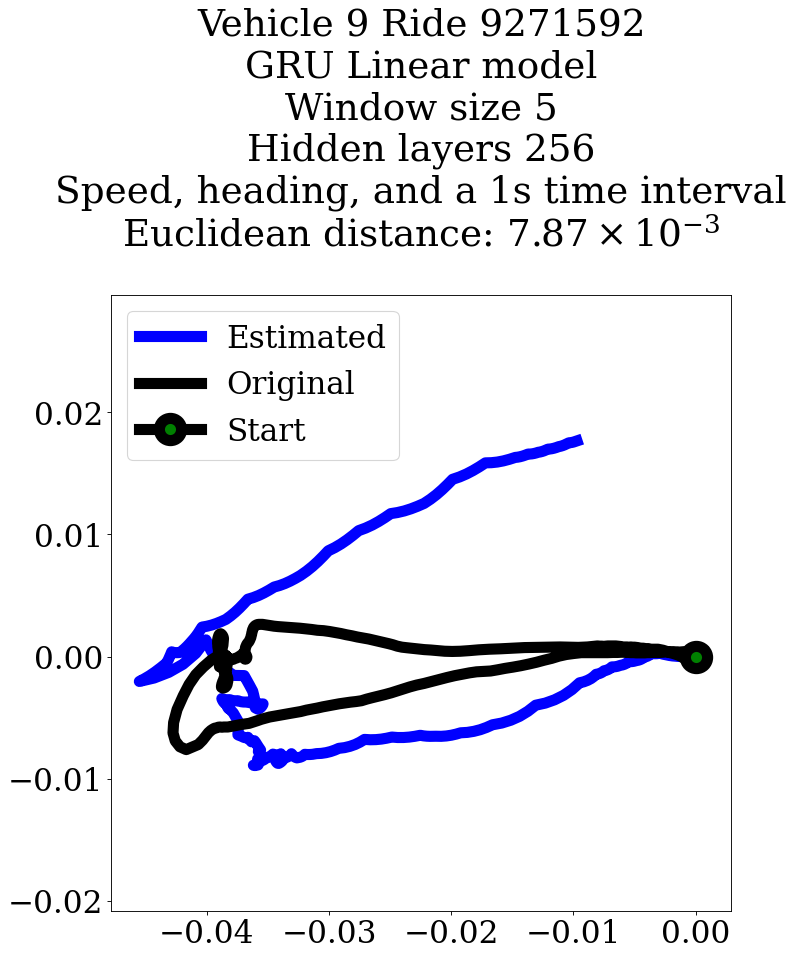 Vehicle 9 Ride 9271592
GRU Linear model
Window size 5
Hidden layers 256
Speed, heading, and a 1s time interval
Euclidean distance: 7.87 × 10⁻³
Estimated
Original
Start
0.02
0.01
0.00
−0.01
−0.02
−0.04 −0.03 −0.02 −0.01 0.00